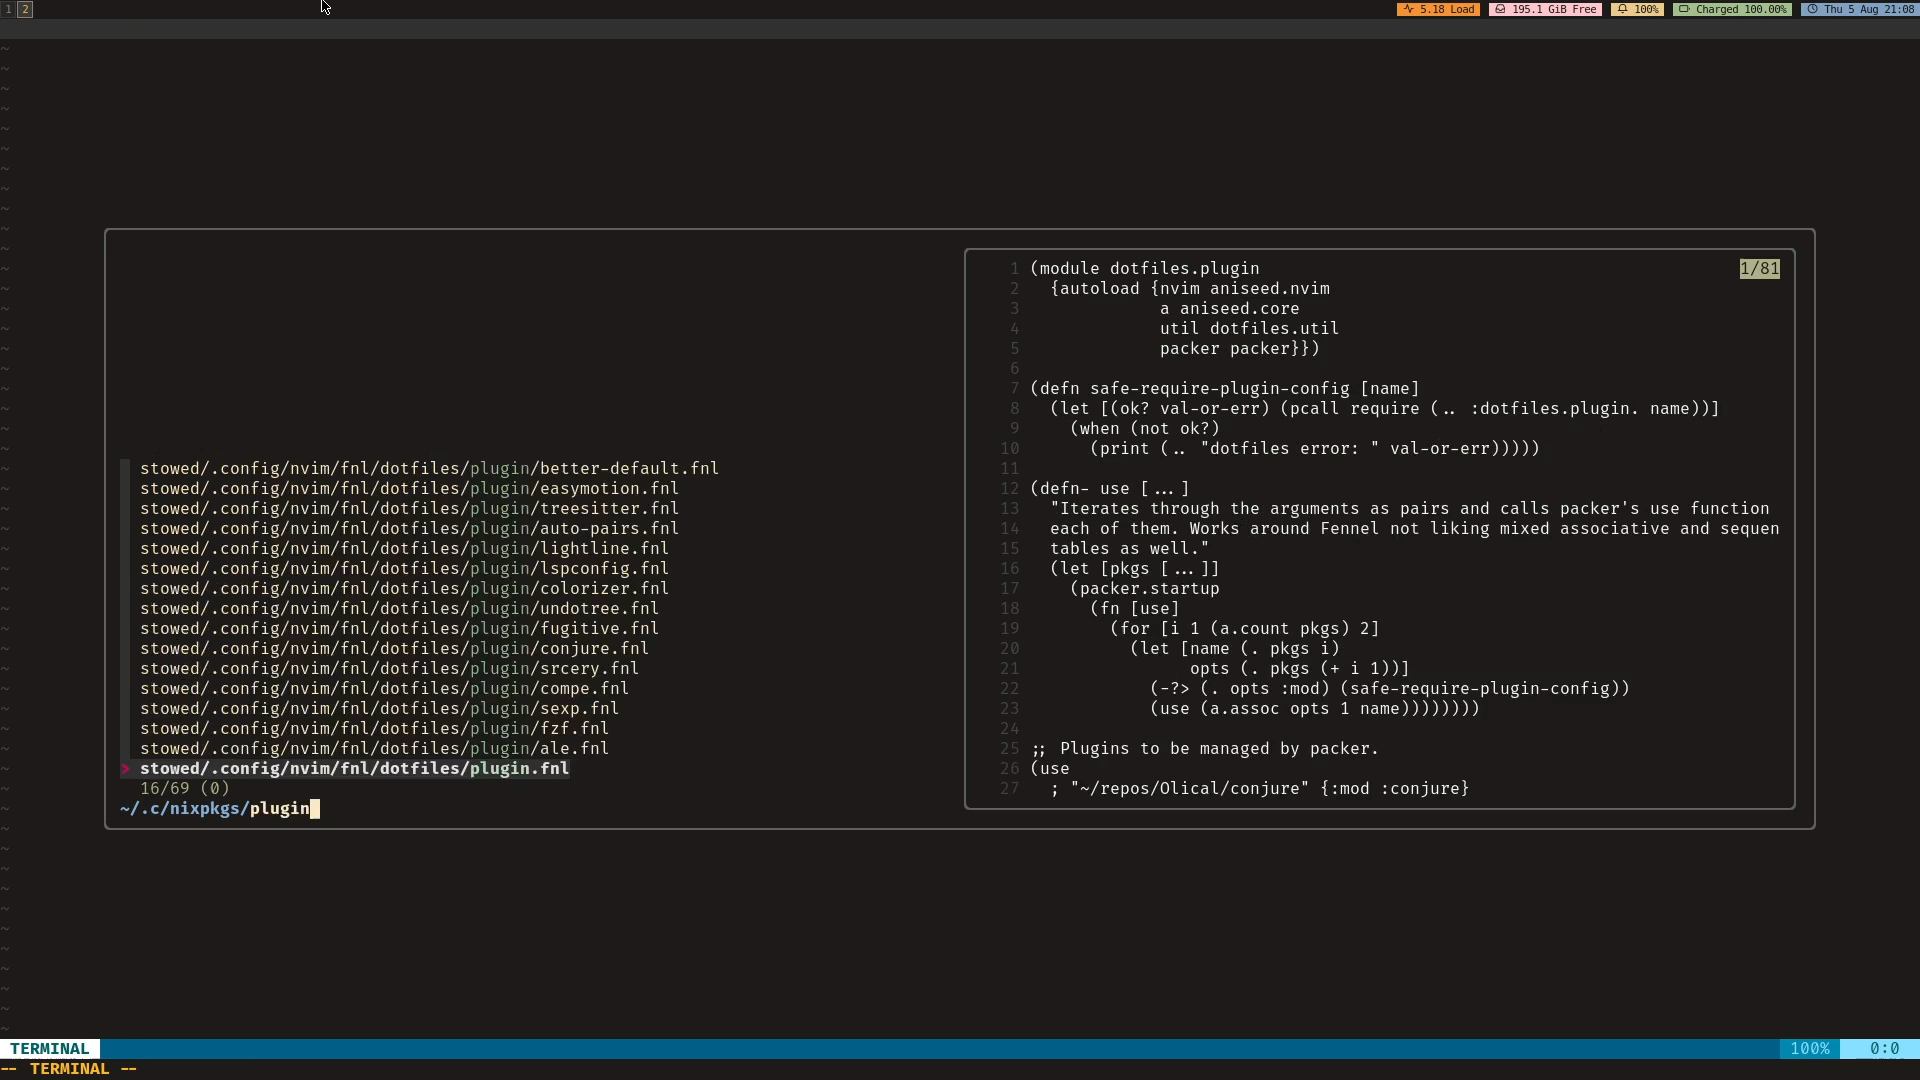 1 2 5.18 Load 195.1 GiB Free 100% Charged 100.00% Thu 5 Aug 21:08
stowed/.config/nvim/fnl/dotfiles/plugin/better-default.fnl
stowed/.config/nvim/fnl/dotfiles/plugin/easymotion.fnl
stowed/.config/nvim/fnl/dotfiles/plugin/treesitter.fnl
stowed/.config/nvim/fnl/dotfiles/plugin/auto-pairs.fnl
stowed/.config/nvim/fnl/dotfiles/plugin/lightline.fnl
stowed/.config/nvim/fnl/dotfiles/plugin/lspconfig.fnl
stowed/.config/nvim/fnl/dotfiles/plugin/colorizer.fnl
stowed/.config/nvim/fnl/dotfiles/plugin/undotree.fnl
stowed/.config/nvim/fnl/dotfiles/plugin/fugitive.fnl
stowed/.config/nvim/fnl/dotfiles/plugin/conjure.fnl
stowed/.config/nvim/fnl/dotfiles/plugin/srcery.fnl
stowed/.config/nvim/fnl/dotfiles/plugin/compe.fnl
stowed/.config/nvim/fnl/dotfiles/plugin/sexp.fnl
stowed/.config/nvim/fnl/dotfiles/plugin/fzf.fnl
stowed/.config/nvim/fnl/dotfiles/plugin/ale.fnl
> stowed/.config/nvim/fnl/dotfiles/plugin.fnl
16/69 (0)
~/.c/nixpkgs/plugin
1 (module dotfiles.plugin 1/81
2   {autoload {nvim aniseed.nvim
3              a aniseed.core
4              util dotfiles.util
5              packer packer}})
6
7 (defn safe-require-plugin-config [name]
8   (let [(ok? val-or-err) (pcall require (.. :dotfiles.plugin. name))]
9     (when (not ok?)
10       (print (.. "dotfiles error: " val-or-err)))))
11
12 (defn- use [...]
13   "Iterates through the arguments as pairs and calls packer's use function
14   each of them. Works around Fennel not liking mixed associative and sequen
15   tables as well."
16   (let [pkgs [...]]
17     (packer.startup
18       (fn [use]
19         (for [i 1 (a.count pkgs) 2]
20           (let [name (. pkgs i)
21                 opts (. pkgs (+ i 1))]
22             (-?> (. opts :mod) (safe-require-plugin-config))
23             (use (a.assoc opts 1 name))))))))
24
25 ;; Plugins to be managed by packer.
26 (use
27   ; "~/repos/Olical/conjure" {:mod :conjure}
TERMINAL 100% 0:0
-- TERMINAL --